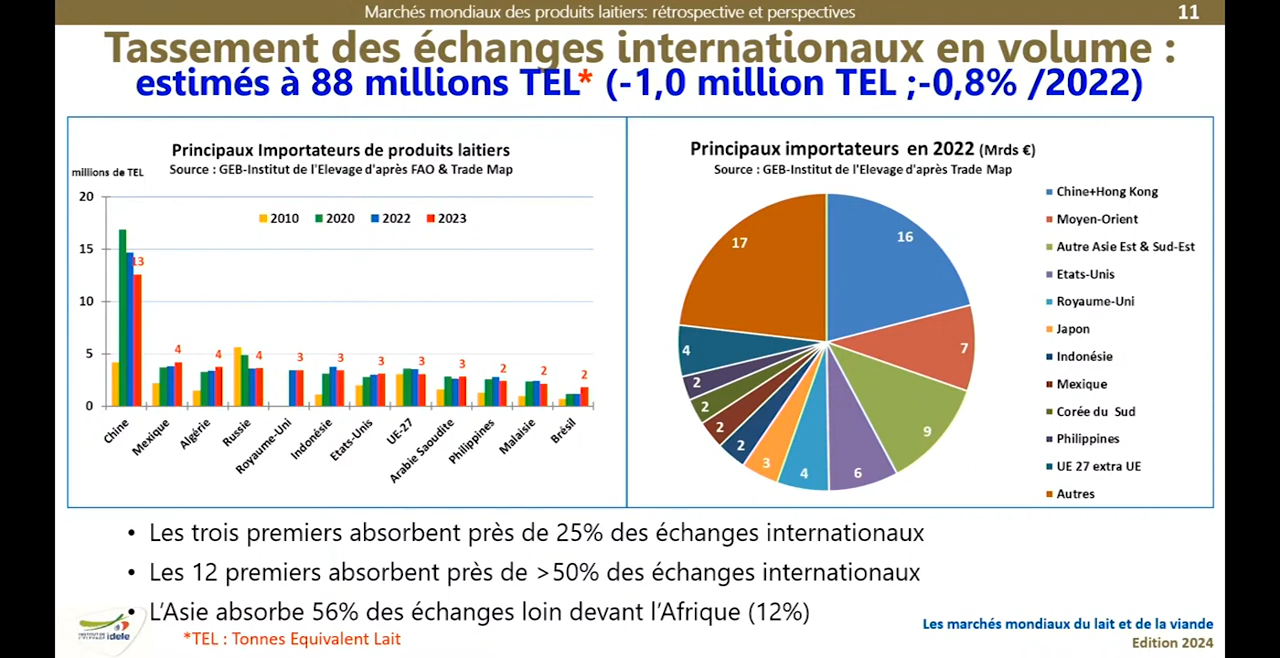 Marchés mondiaux des produits laitiers: rétrospective et perspectives
11
Tassement des échanges internationaux en volume :
estimés à 88 millions TEL* (-1,0 million TEL ;-0,8% /2022)
Principaux Importateurs de produits laitiers
Source : GEB-Institut de l'Elevage d'après FAO & Trade Map
millions de TEL
20
15
10
5
0
2010
2020
2022
2023
13
4
4
4
3
3
3
3
3
2
2
2
Chine
Mexique
Algérie
Russie
Royaume-Uni
Indonésie
Etats-Unis
UE-27
Arabie Saoudite
Philippines
Malaisie
Brésil
Principaux importateurs en 2022 (Mrds €)
Source : GEB-Institut de l'Elevage d'après Trade Map
16
7
9
6
4
3
2
2
2
2
4
17
Chine+Hong Kong
Moyen-Orient
Autre Asie Est & Sud-Est
Etats-Unis
Royaume-Uni
Japon
Indonésie
Mexique
Corée du Sud
Philippines
UE 27 extra UE
Autres
• Les trois premiers absorbent près de 25% des échanges internationaux
• Les 12 premiers absorbent près de >50% des échanges internationaux
• L'Asie absorbe 56% des échanges loin devant l'Afrique (12%)
*TEL : Tonnes Equivalent Lait
idele
Les marchés mondiaux du lait et de la viande
Edition 2024